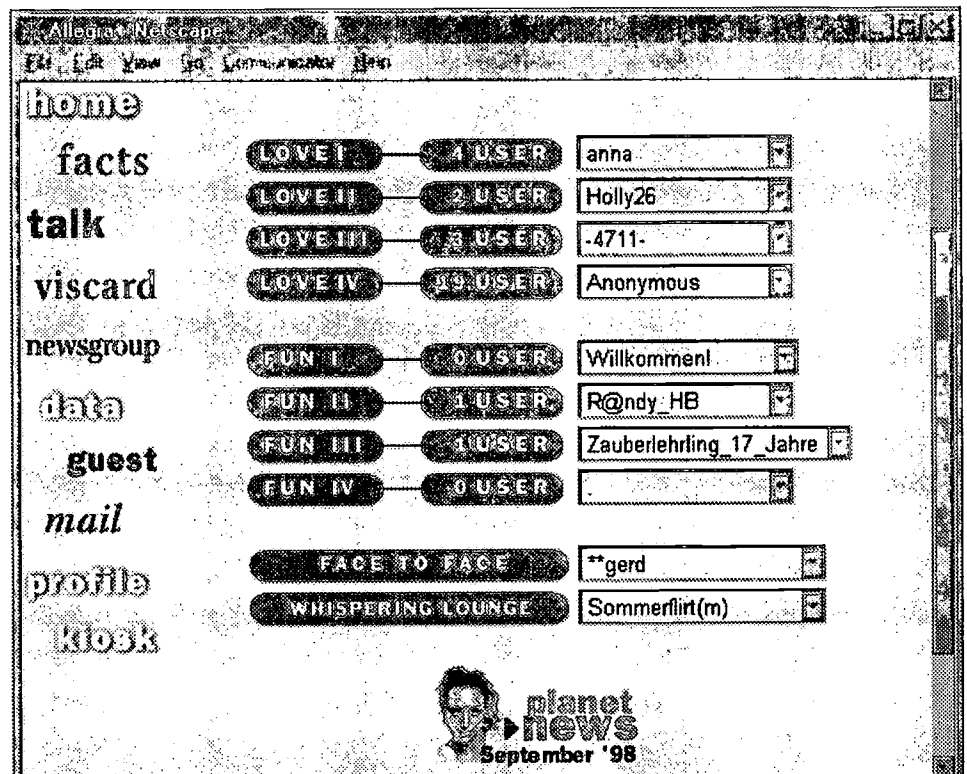 Allegra - Netscape
File Edit View Go Communicator Help
home
facts
talk
viscard
newsgroup
data
guest
mail
profile
kiosk
LOVE I 4 USER anna
LOVE II 2 USER Holly26
LOVE III 3 USER -4711-
LOVE IV 19 USER Anonymous
FUN I 0 USER Willkommen!
FUN II 1 USER R@ndy_HB
FUN III 1 USER Zauberlehrling_17_Jahre
FUN IV 0 USER .
FACE TO FACE **gerd
WHISPERING LOUNGE Sommerflirt(m)
planet
news
September '98